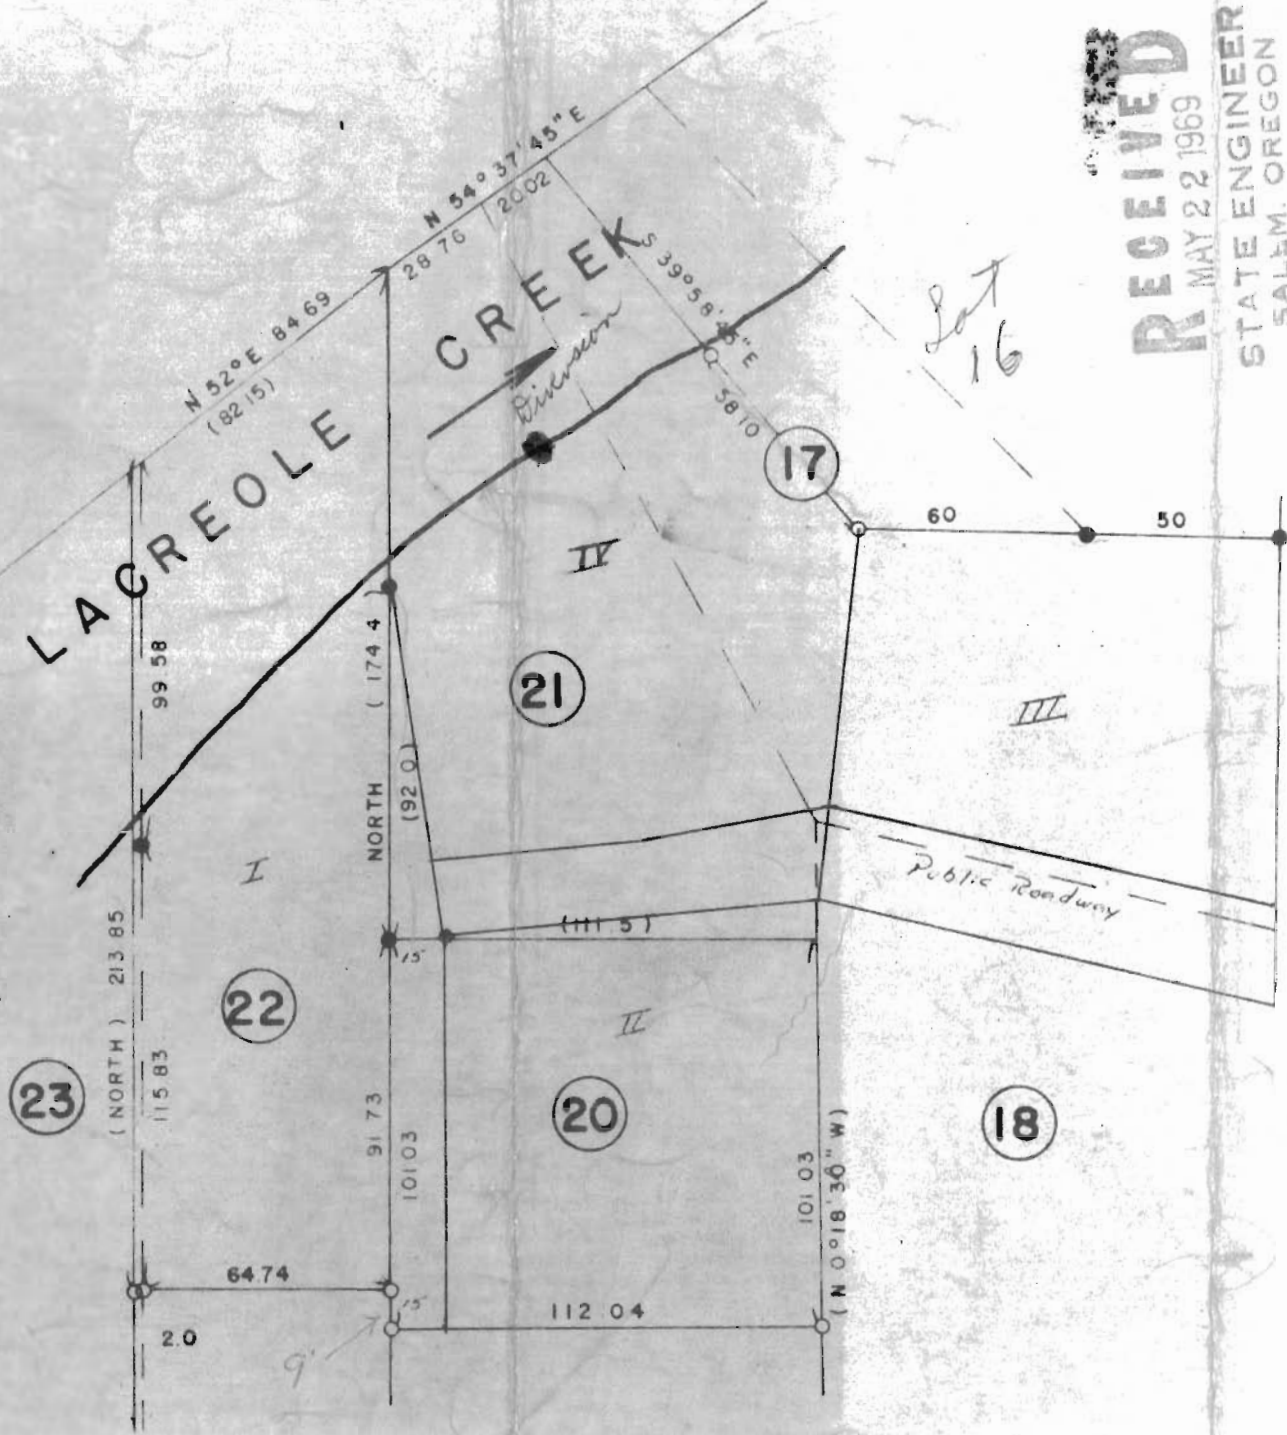 RECEIVED
MAY 22 1969
STATE ENGINEER
SALEM. OREGON
N 54° 37' 45" E
28 76
20.02
N 52° E 84 69
(82 15)
LACREOLE CREEK
Diversion
S 39° 58' 45" E
58 10
Lot
16
17
60
50
IV
III
21
99 58
NORTH (174 4)
(92 0)
Public Roadway
I
(111 5)
15'
22
II
(NORTH) 213 85
115 83
23
91 73
101 03
20
18
101 03
(N 0° 18' 30" W)
64 74
15'
112 04
2.0
9'